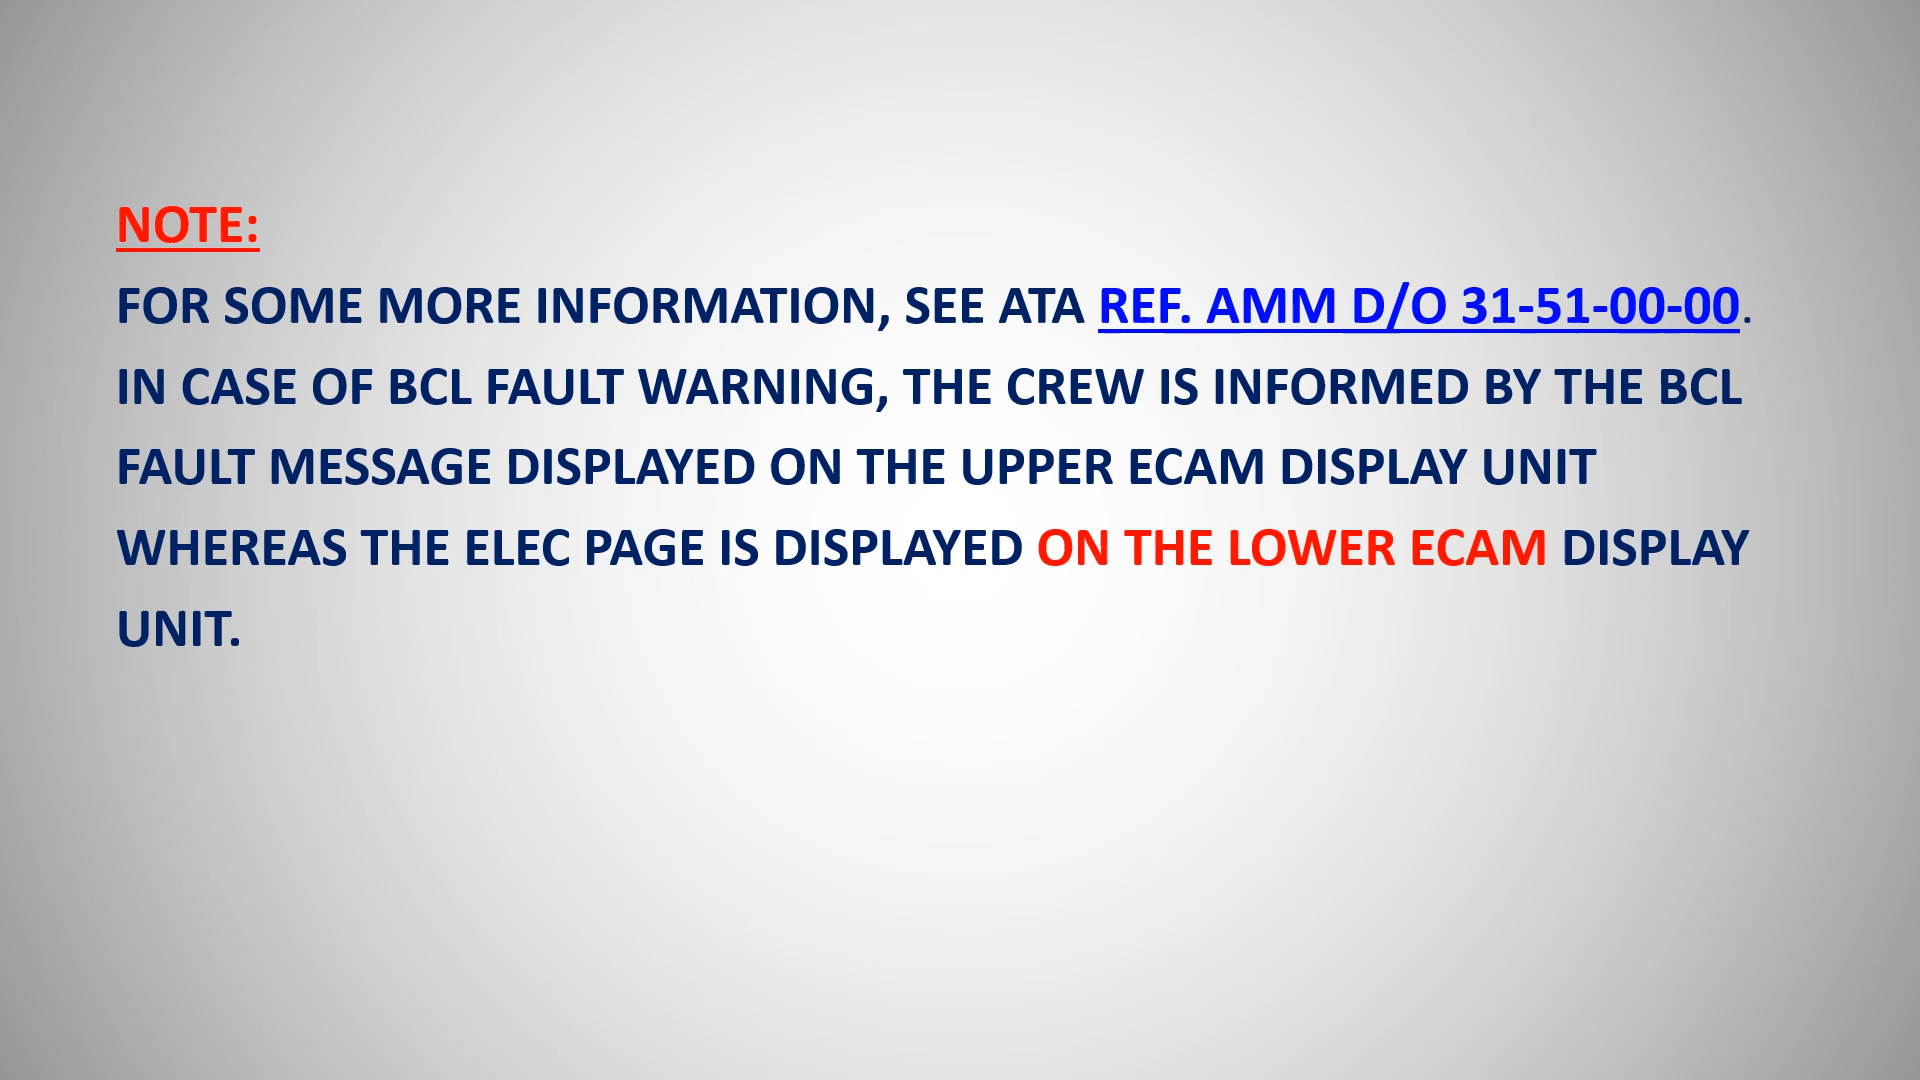 NOTE:
FOR SOME MORE INFORMATION, SEE ATA REF. AMM D/O 31-51-00-00.
IN CASE OF BCL FAULT WARNING, THE CREW IS INFORMED BY THE BCL
FAULT MESSAGE DISPLAYED ON THE UPPER ECAM DISPLAY UNIT
WHEREAS THE ELEC PAGE IS DISPLAYED ON THE LOWER ECAM DISPLAY
UNIT.